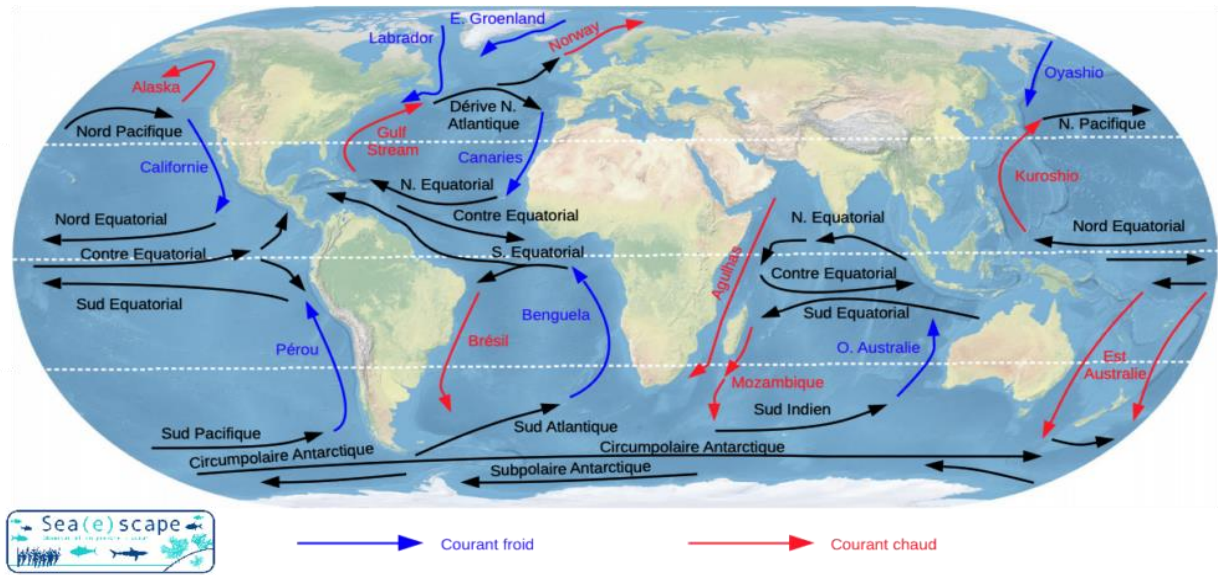 E. Groenland
Labrador
Norway
Alaska
Oyashio
Nord Pacifique
Dérive N.
Atlantique
N. Pacifique
Gulf
Stream
Californie
Canaries
Kuroshio
N. Equatorial
Contre Equatorial
Nord Equatorial
N. Equatorial
Nord Equatorial
Contre Equatorial
S. Equatorial
Agulhas
Contre Equatorial
Sud Equatorial
Benguela
Sud Equatorial
Pérou
Brésil
O. Australie
Est
Australie
Mozambique
Sud Indien
Sud Pacifique
Sud Atlantique
Circumpolaire Antarctique
Circumpolaire Antarctique
Subpolaire Antarctique
Sea(e)scape
Courant froid
Courant chaud